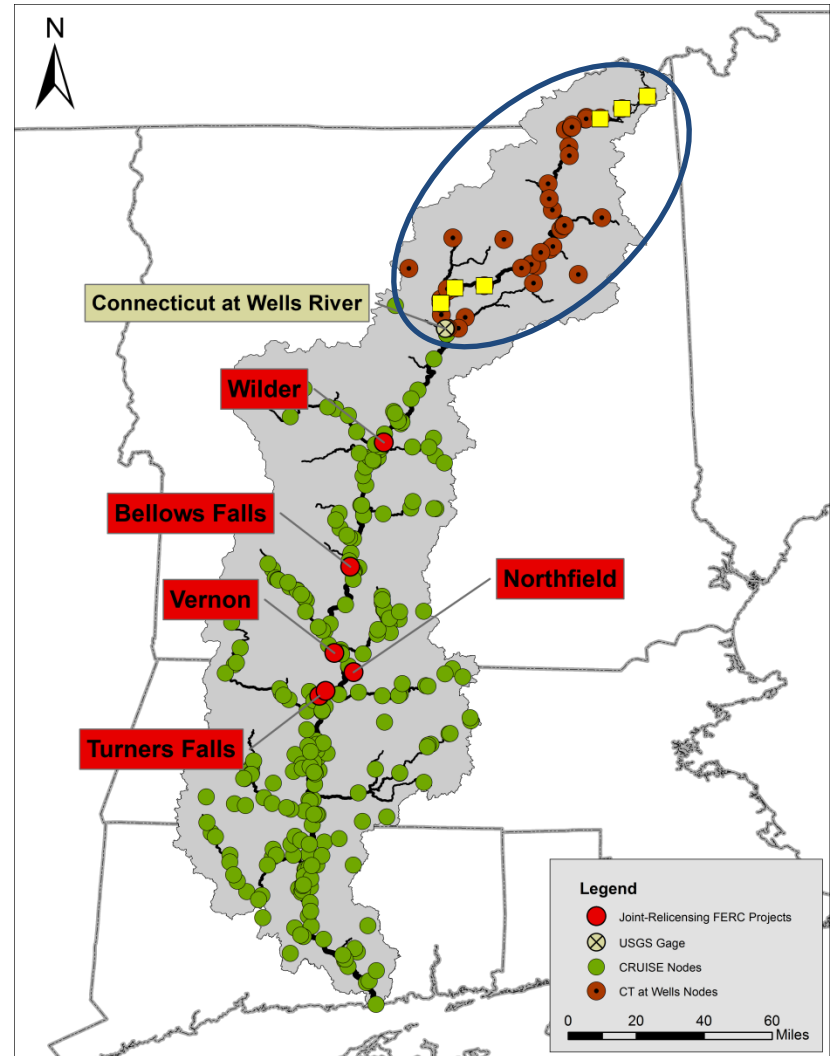 N
Connecticut at Wells River
Wilder
Bellows Falls
Vernon
Northfield
Turners Falls
Legend
Joint-Relicensing FERC Projects
USGS Gage
CRUISE Nodes
CT at Wells Nodes
0 20 40 60
Miles